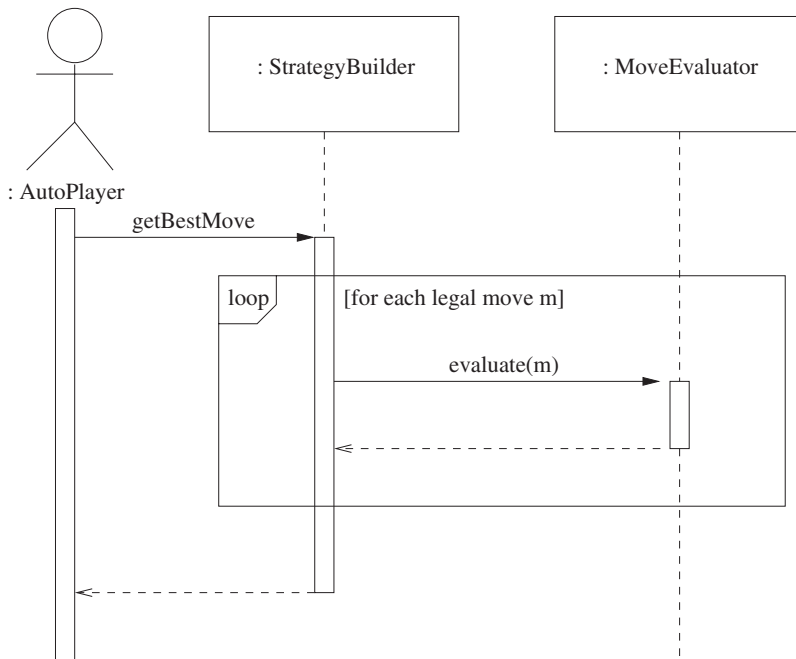 : StrategyBuilder
: MoveEvaluator
: AutoPlayer
getBestMove
loop
[for each legal move m]
evaluate(m)